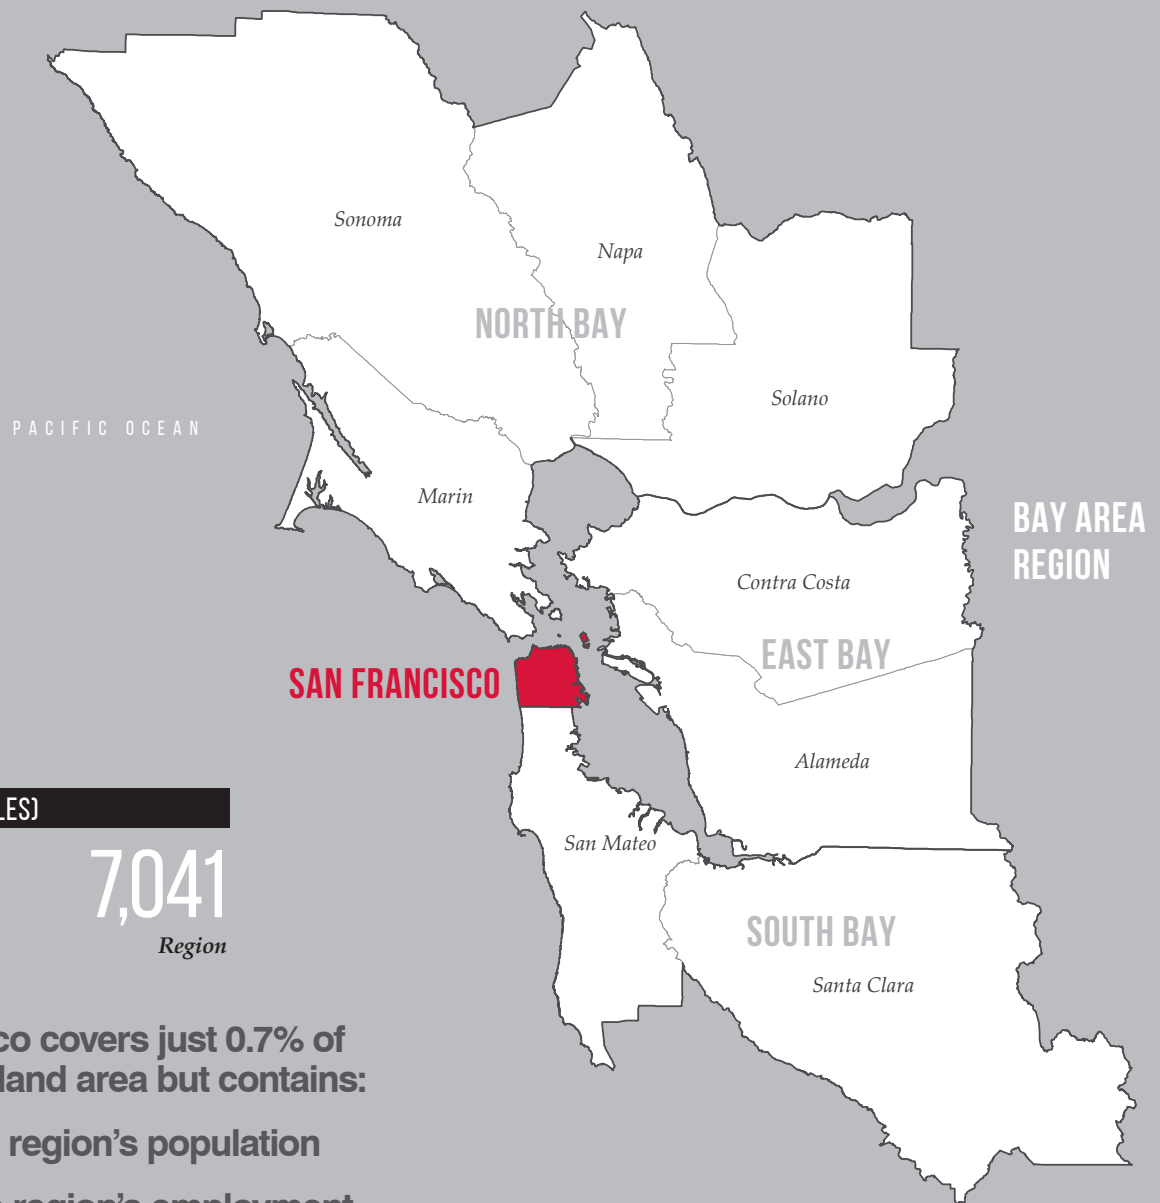 Sonoma
Napa
NORTH BAY
Solano
PACIFIC OCEAN
Marin
BAY AREA
REGION
Contra Costa
EAST BAY
SAN FRANCISCO
Alameda
LES)
7,041
Region
San Mateo
SOUTH BAY
Santa Clara
co covers just 0.7% of
land area but contains:
region’s population
region’s employment